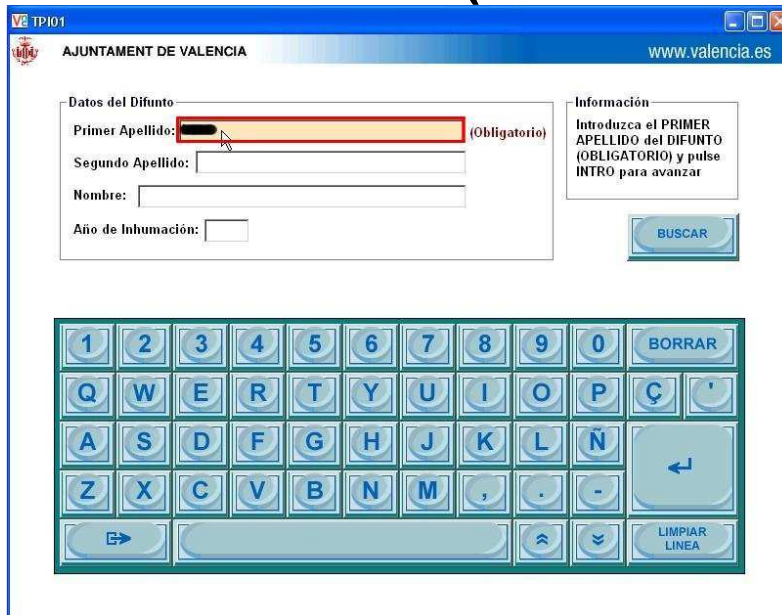 TPI01
AJUNTAMENT DE VALENCIA www.valencia.es
Datos del Difunto
Primer Apellido: (Obligatorio)
Segundo Apellido:
Nombre:
Año de Inhumación:
Información
Introduzca el PRIMER
APELLIDO del DIFUNTO
(OBLIGATORIO) y pulse
INTRO para avanzar
BUSCAR
1 2 3 4 5 6 7 8 9 0 BORRAR
Q W E R T Y U I O P Ç '
A S D F G H J K L Ñ
Z X C V B N M , . -
LIMPIAR
LINEA